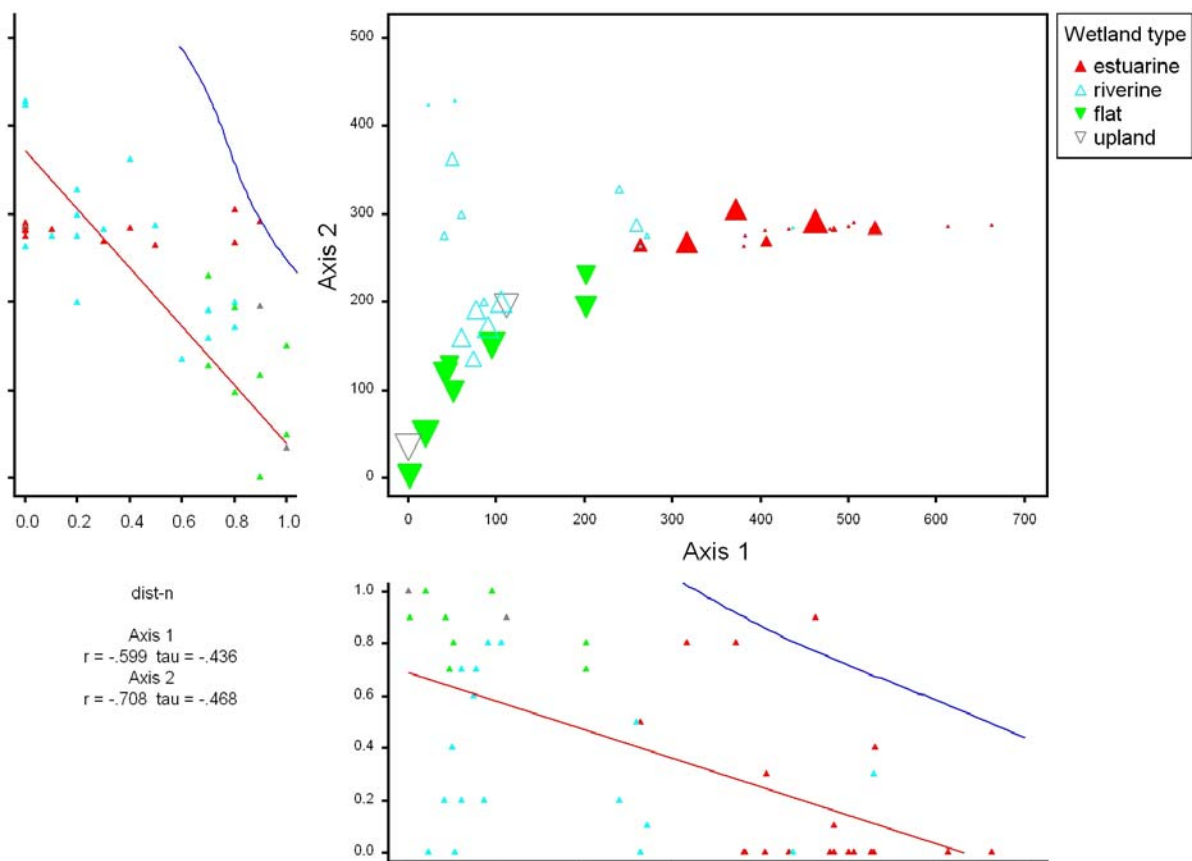 500
400
300
200
100
0
Axis 2
Wetland type
estuarine
riverine
flat
upland
0.0 0.2 0.4 0.6 0.8 1.0
0 100 200 300 400 500 600 700
Axis 1
dist-n
Axis 1
r = -.599 tau = -.436
Axis 2
r = -.708 tau = -.468
1.0
0.8
0.6
0.4
0.2
0.0